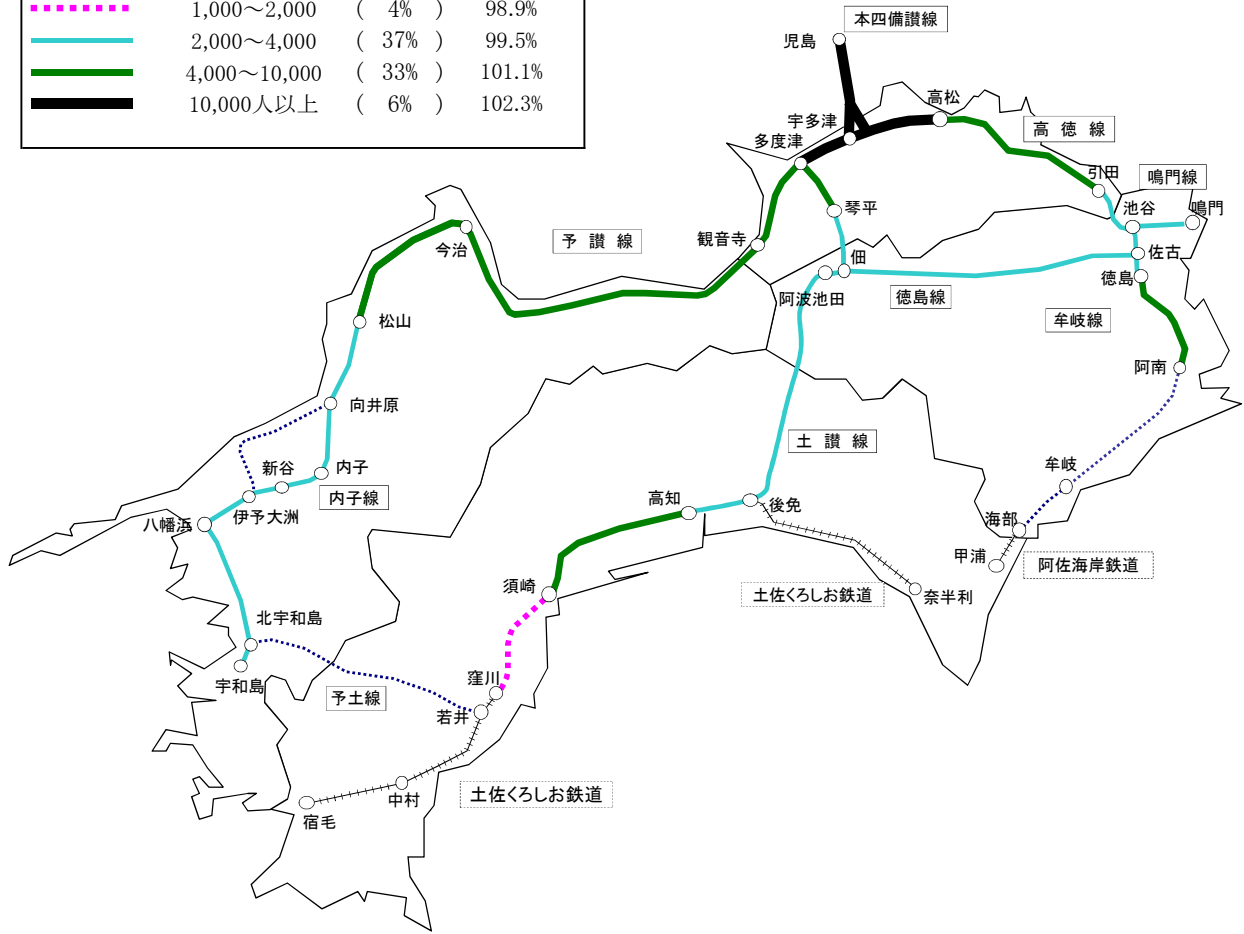 1,000～2,000 ( 4% ) 98.9%
2,000～4,000 ( 37% ) 99.5%
4,000～10,000 ( 33% ) 101.1%
10,000人以上 ( 6% ) 102.3%
本四備讃線
児島
高松
宇多津
高徳線
多度津
引田
鳴門線
琴平
池谷
鳴門
今治
予讃線
観音寺
佃
佐古
阿波池田
徳島線
徳島
松山
牟岐線
阿南
向井原
土讃線
新谷
内子
牟岐
内子線
高知
後免
八幡浜
伊予大洲
海部
甲浦
阿佐海岸鉄道
須崎
土佐くろしお鉄道
奈半利
北宇和島
窪川
宇和島
予土線
若井
中村
土佐くろしお鉄道
宿毛